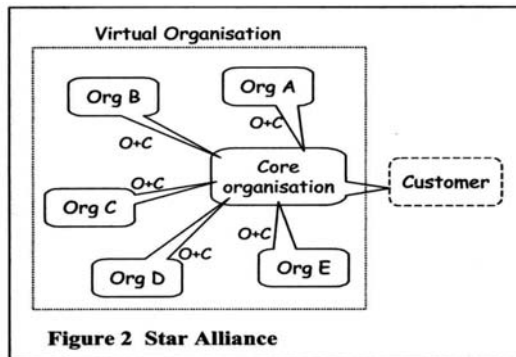 Virtual Organisation
Org B
Org A
O+C
O+C
Core
organisation
Customer
O+C
Org C
O+C
O+C
Org D
Org E
Figure 2 Star Alliance